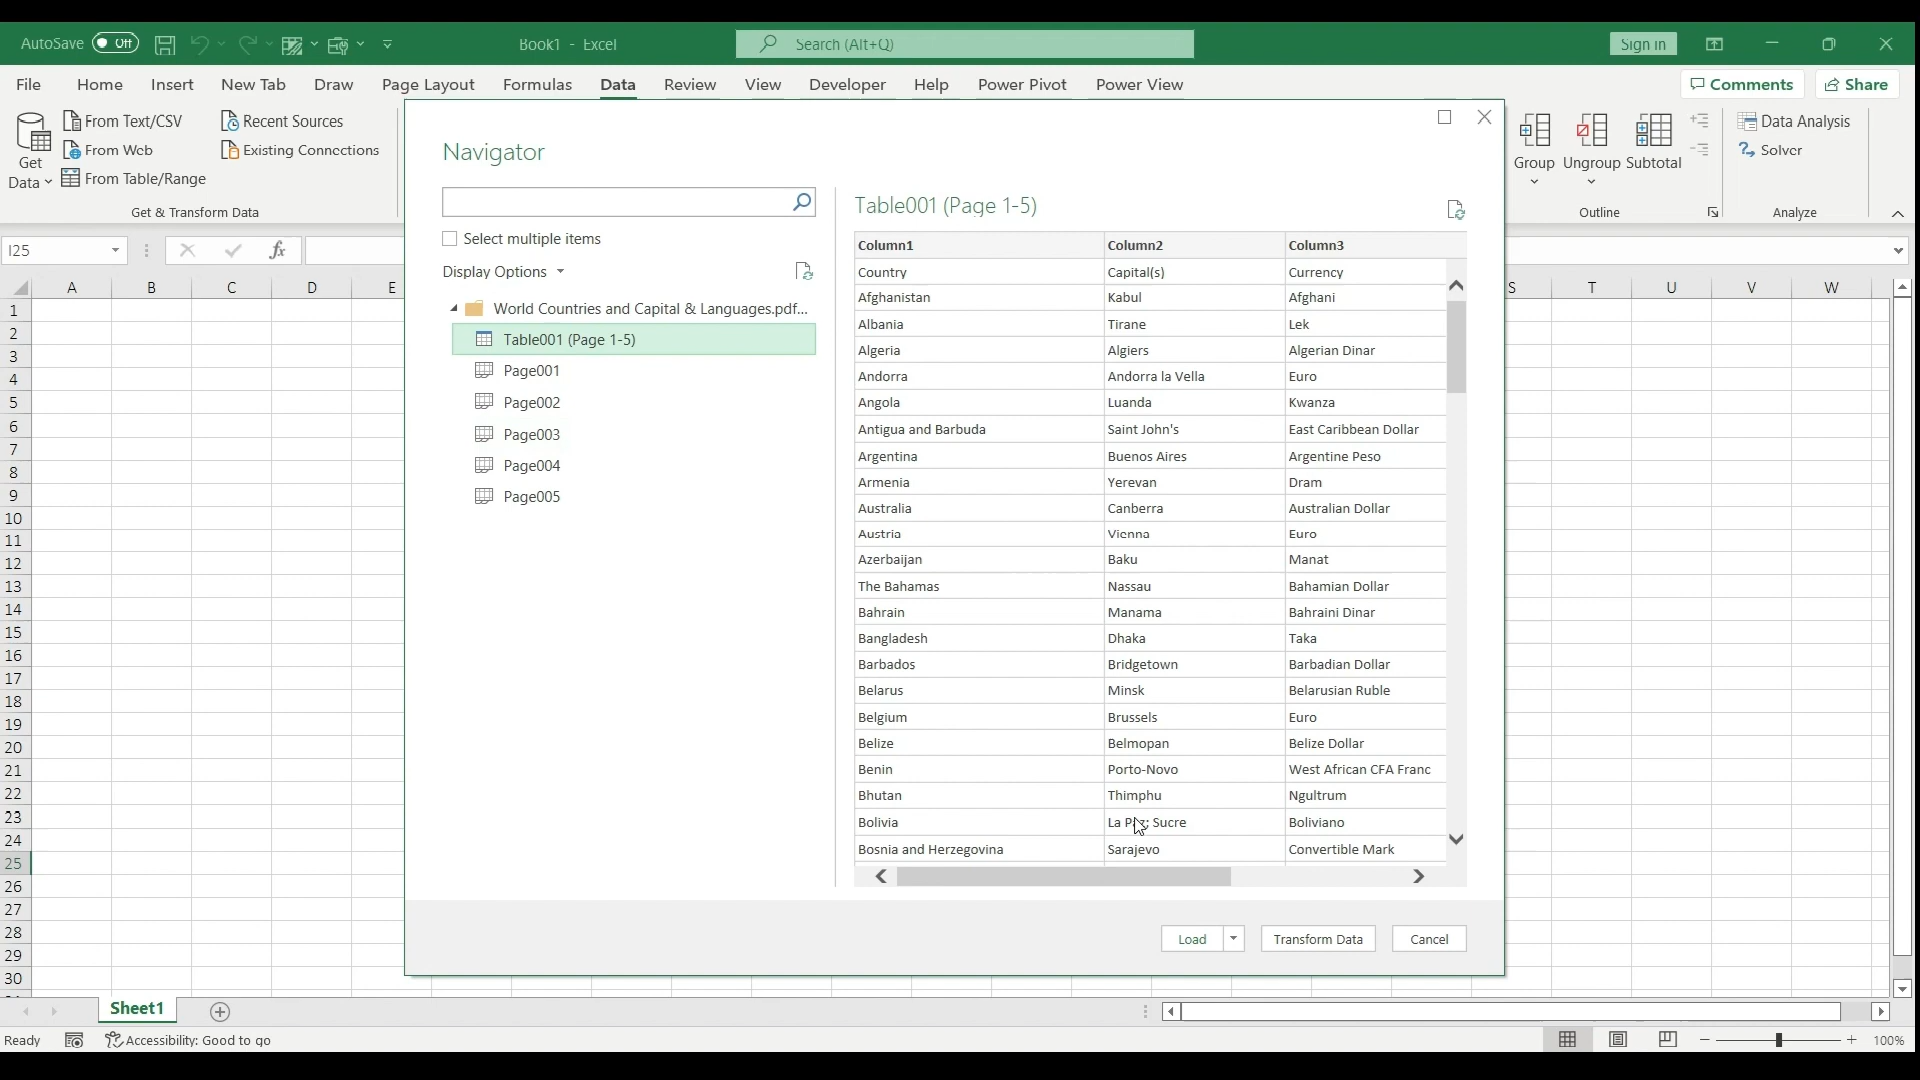 AutoSave Off Book1 - Excel Search (Alt+Q) Sign in
File Home Insert New Tab Draw Page Layout Formulas Data Review View Developer Help Power Pivot Power View Comments Share
Get Data
From Text/CSV
From Web
From Table/Range
Recent Sources
Existing Connections
Get & Transform Data
Group
Ungroup
Subtotal
Outline
Data Analysis
Solver
Analyze
I25
fx
A B C D E S T U V W
1
2
3
4
5
6
7
8
9
10
11
12
13
14
15
16
17
18
19
20
21
22
23
24
25
26
27
28
29
30
Navigator
Select multiple items
Display Options
World Countries and Capital & Languages.pdf...
Table001 (Page 1-5)
Page001
Page002
Page003
Page004
Page005
Table001 (Page 1-5)
Column1 Column2 Column3
Country Capital(s) Currency
Afghanistan Kabul Afghani
Albania Tirane Lek
Algeria Algiers Algerian Dinar
Andorra Andorra la Vella Euro
Angola Luanda Kwanza
Antigua and Barbuda Saint John's East Caribbean Dollar
Argentina Buenos Aires Argentine Peso
Armenia Yerevan Dram
Australia Canberra Australian Dollar
Austria Vienna Euro
Azerbaijan Baku Manat
The Bahamas Nassau Bahamian Dollar
Bahrain Manama Bahraini Dinar
Bangladesh Dhaka Taka
Barbados Bridgetown Barbadian Dollar
Belarus Minsk Belarusian Ruble
Belgium Brussels Euro
Belize Belmopan Belize Dollar
Benin Porto-Novo West African CFA Franc
Bhutan Thimphu Ngultrum
Bolivia La Paz; Sucre Boliviano
Bosnia and Herzegovina Sarajevo Convertible Mark
Load Transform Data Cancel
Sheet1
Ready Accessibility: Good to go 100%